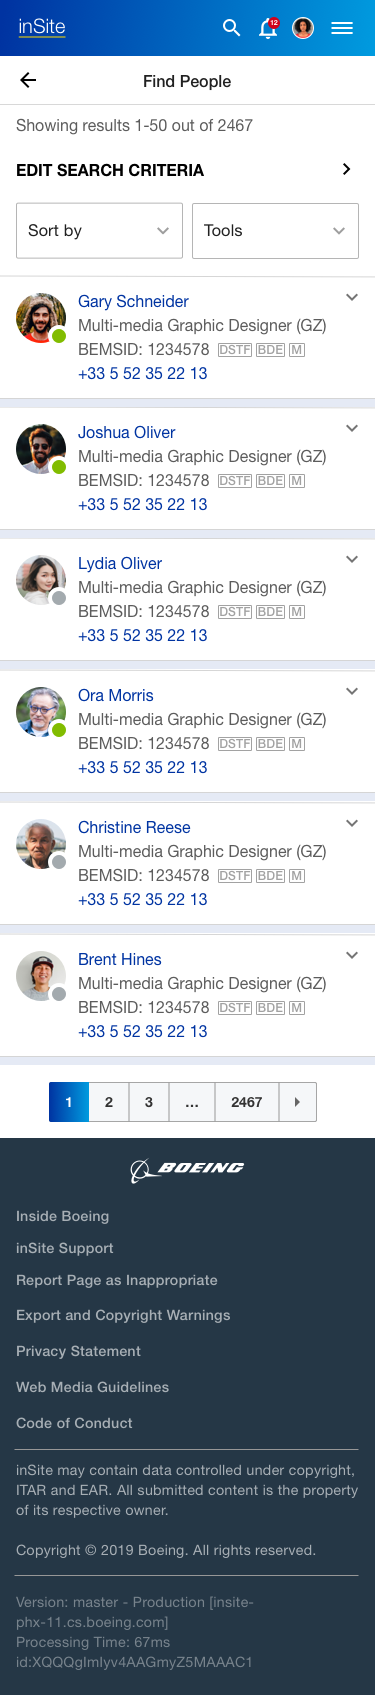 inSite
12
Find People
Showing results 1-50 out of 2467
EDIT SEARCH CRITERIA
Sort by
Tools
Gary Schneider
Multi-media Graphic Designer (GZ)
BEMSID: 1234578 DSTF BDE M
+33 5 52 35 22 13
Joshua Oliver
Multi-media Graphic Designer (GZ)
BEMSID: 1234578 DSTF BDE M
+33 5 52 35 22 13
Lydia Oliver
Multi-media Graphic Designer (GZ)
BEMSID: 1234578 DSTF BDE M
+33 5 52 35 22 13
Ora Morris
Multi-media Graphic Designer (GZ)
BEMSID: 1234578 DSTF BDE M
+33 5 52 35 22 13
Christine Reese
Multi-media Graphic Designer (GZ)
BEMSID: 1234578 DSTF BDE M
+33 5 52 35 22 13
Brent Hines
Multi-media Graphic Designer (GZ)
BEMSID: 1234578 DSTF BDE M
+33 5 52 35 22 13
1 2 3 ... 2467
BOEING
Inside Boeing
inSite Support
Report Page as Inappropriate
Export and Copyright Warnings
Privacy Statement
Web Media Guidelines
Code of Conduct
inSite may contain data controlled under copyright,
ITAR and EAR. All submitted content is the property
of its respective owner.
Copyright © 2019 Boeing. All rights reserved.
Version: master - Production [insite-
phx-11.cs.boeing.com]
Processing Time: 67ms
id:XQQQgImIyv4AAGmyZ5MAAAC1